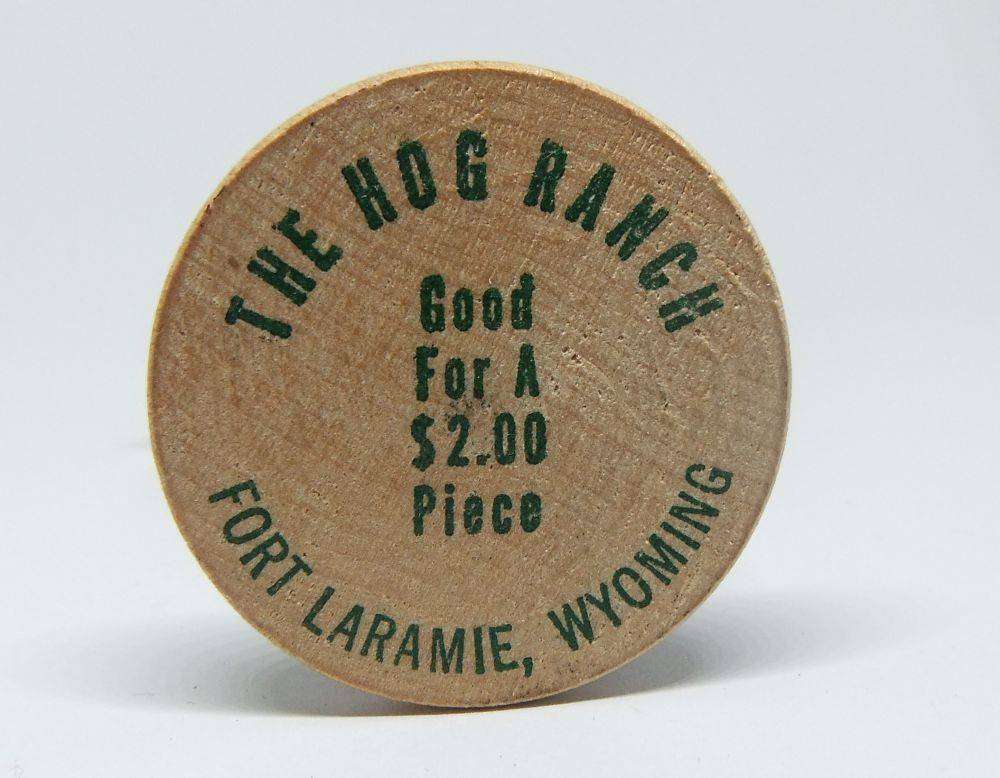 THE HOG RANCH
Good
For A
$2.00
Piece
FORT LARAMIE, WYOMING